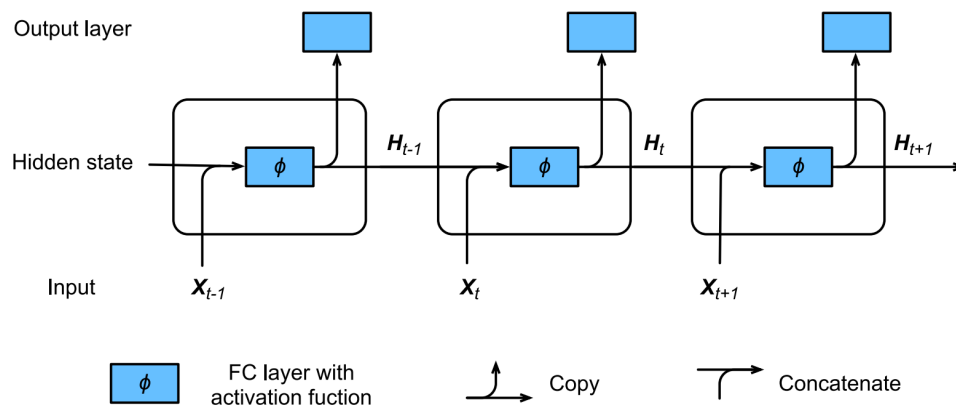 Output layer
Hidden state
ϕ
H_{t-1}
ϕ
H_t
ϕ
H_{t+1}
Input
X_{t-1}
X_t
X_{t+1}
ϕ
FC layer with
activation fuction
Copy
Concatenate